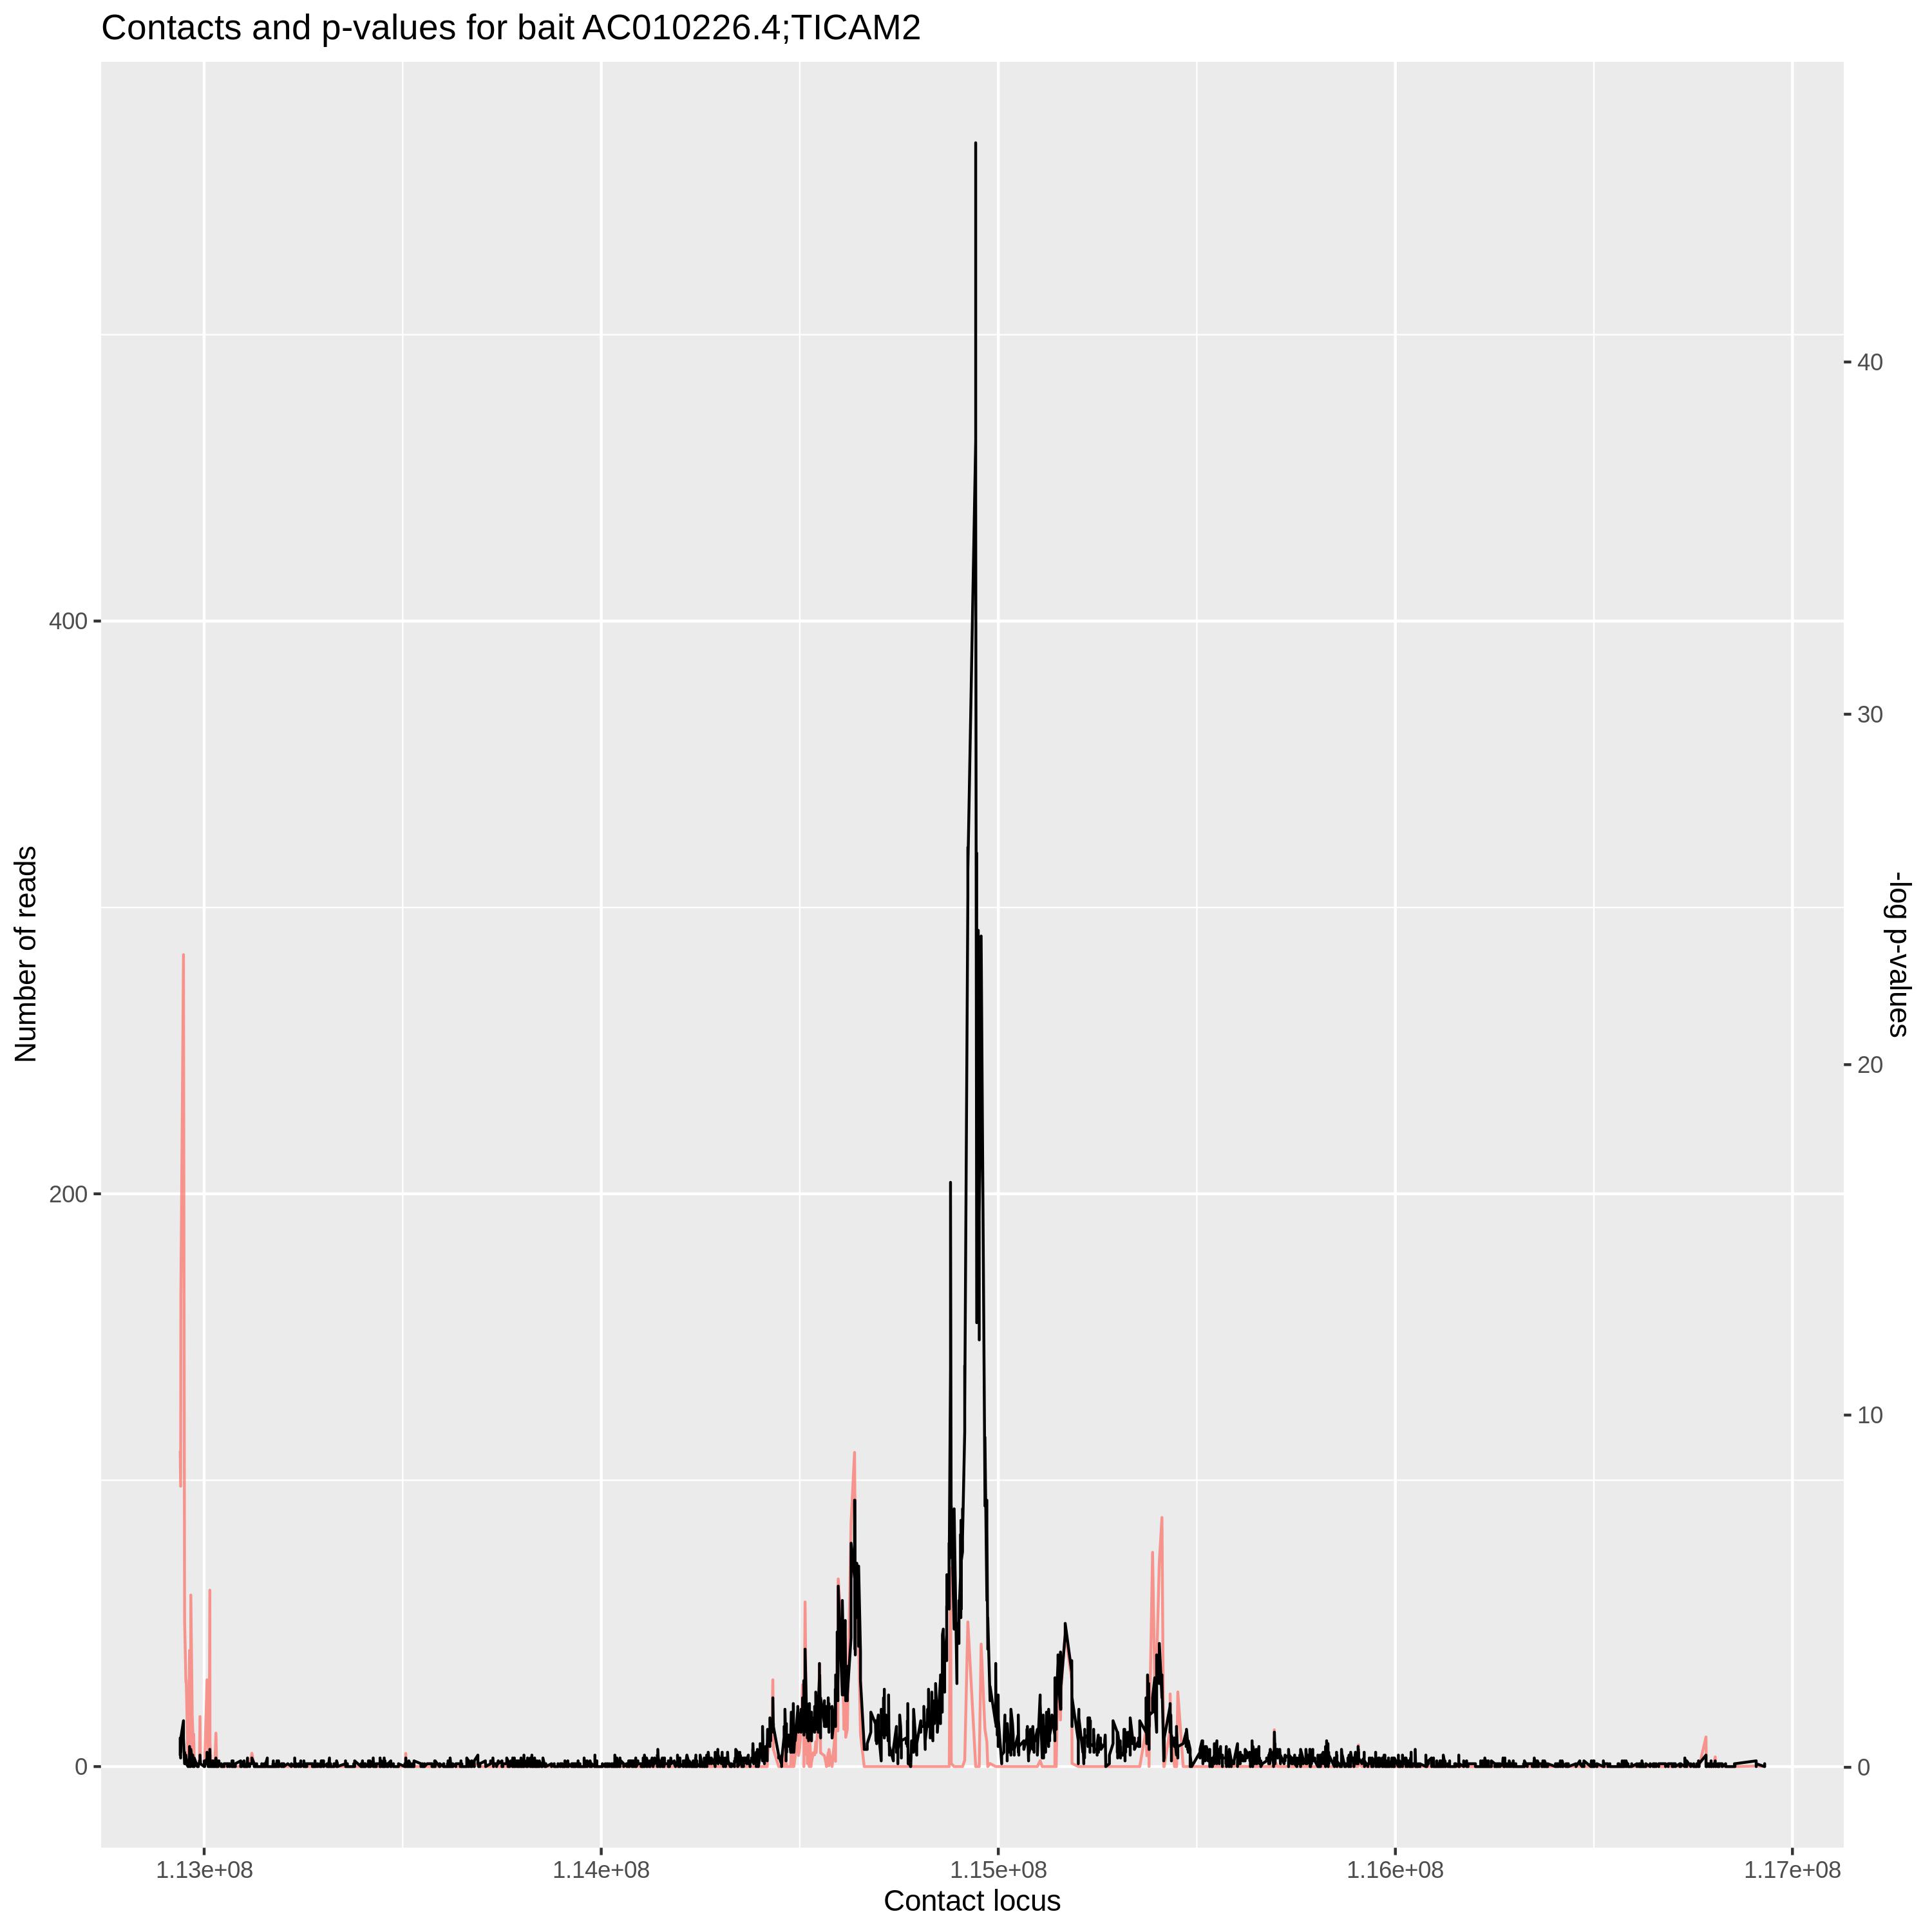 Contacts and p-values for bait AC010226.4;TICAM2
Number of reads
400
200
0
-log p-values
40
30
20
10
0
1.13e+08
1.14e+08
1.15e+08
1.16e+08
1.17e+08
Contact locus